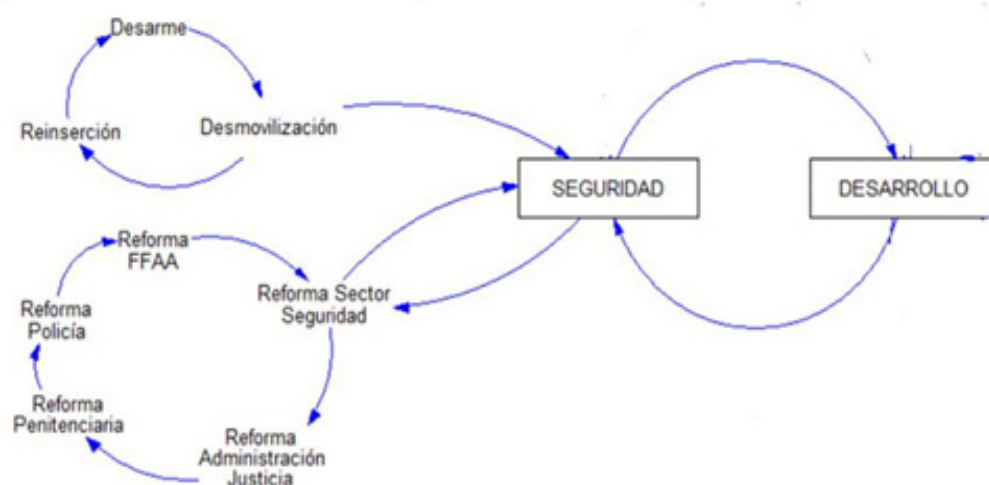 Desarme
Reinserción
Desmovilización
SEGURIDAD
DESARROLLO
Reforma
FFAA
Reforma Sector
Seguridad
Reforma
Policía
Reforma
Penitenciaria
Reforma
Administración
Justicia